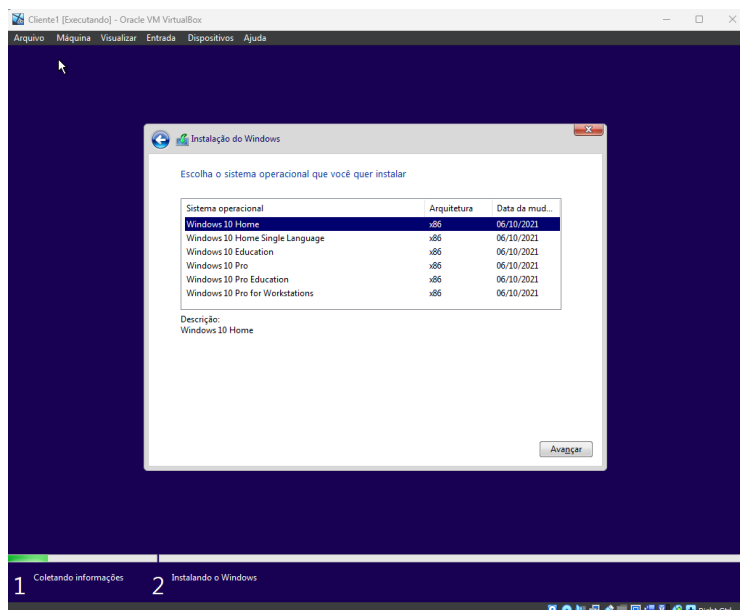 Cliente1 [Executando] - Oracle VM VirtualBox
Arquivo Máquina Visualizar Entrada Dispositivos Ajuda
Instalação do Windows
Escolha o sistema operacional que você quer instalar
Sistema operacional Arquitetura Data da mud...
Windows 10 Home x86 06/10/2021
Windows 10 Home Single Language x86 06/10/2021
Windows 10 Education x86 06/10/2021
Windows 10 Pro x86 06/10/2021
Windows 10 Pro Education x86 06/10/2021
Windows 10 Pro for Workstations x86 06/10/2021
Descrição:
Windows 10 Home
Avançar
1 Coletando informações 2 Instalando o Windows
Right Ctrl